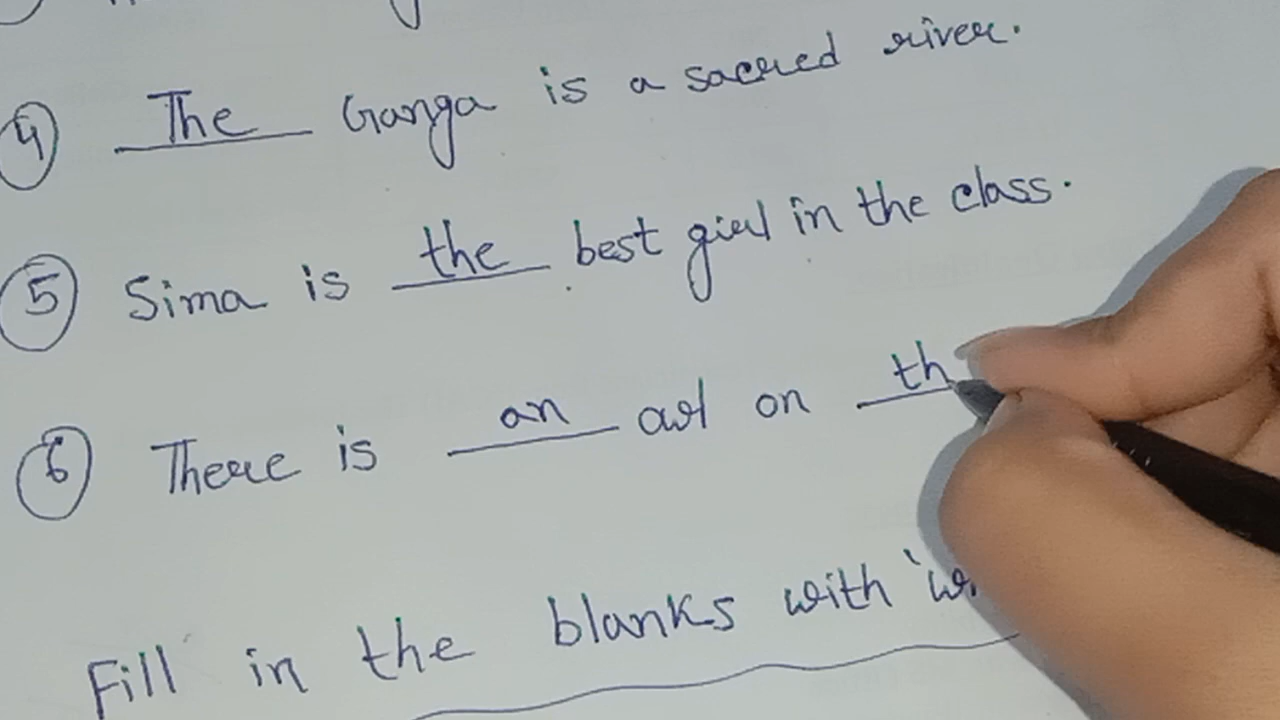 4 The Ganga is a sacred river.
5 Sima is the best girl in the class.
6 There is an owl on th
Fill in the blanks with